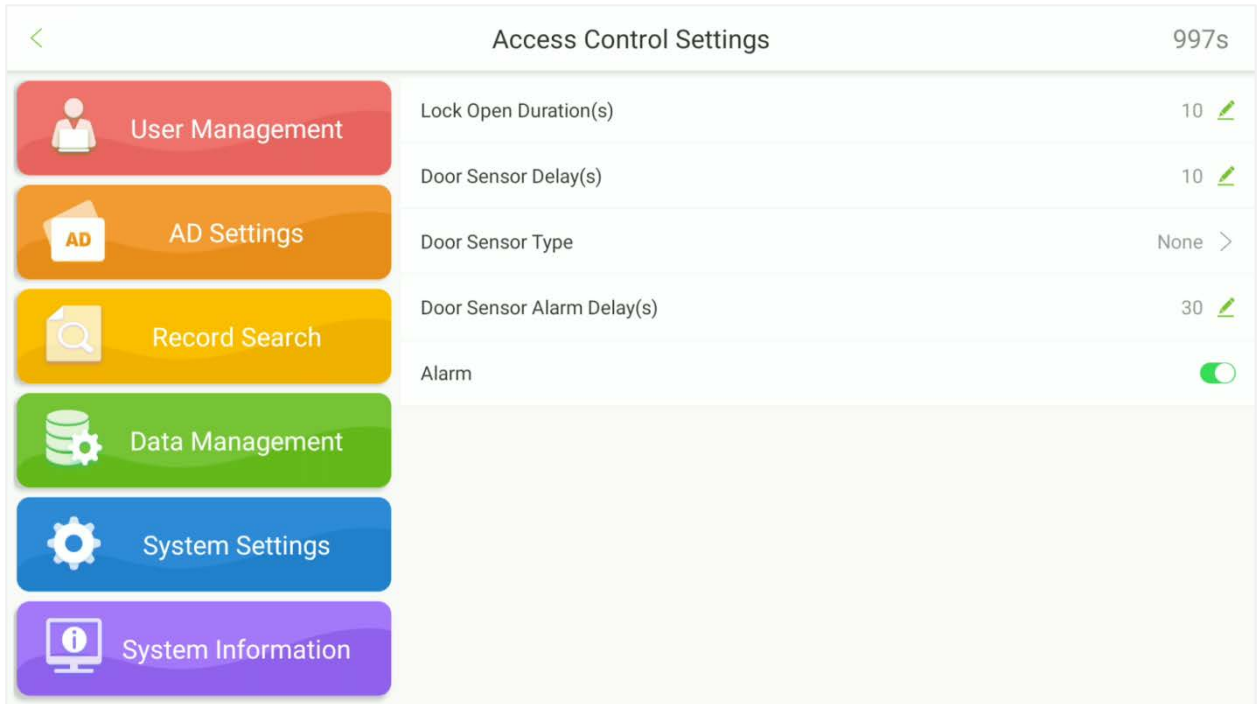 Access Control Settings
997s
User Management
AD
AD Settings
Record Search
Data Management
System Settings
i
System Information
Lock Open Duration(s)
10
Door Sensor Delay(s)
10
Door Sensor Type
None
Door Sensor Alarm Delay(s)
30
Alarm